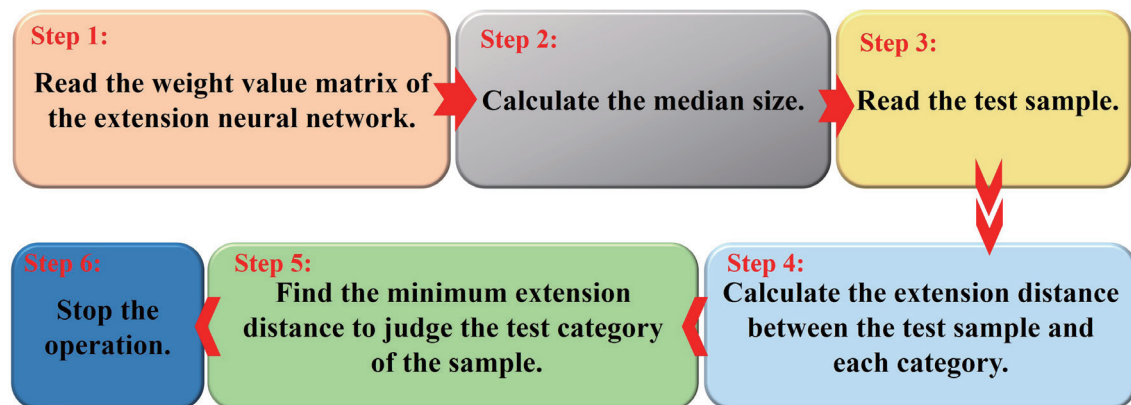 Step 1:
Read the weight value matrix of
the extension neural network.
Step 2:
Calculate the median size.
Step 3:
Read the test sample.
Step 4:
Calculate the extension distance
between the test sample and
each category.
Step 5:
Find the minimum extension
distance to judge the test category
of the sample.
Step 6:
Stop the
operation.